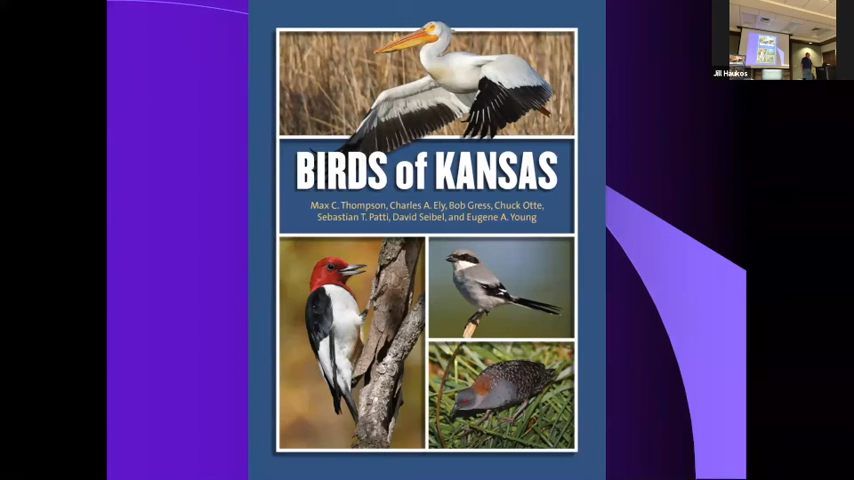 Jill Haukos
BIRDS of KANSAS
Max C. Thompson, Charles A. Ely, Bob Gress, Chuck Otte,
Sebastian T. Patti, David Seibel, and Eugene A. Young